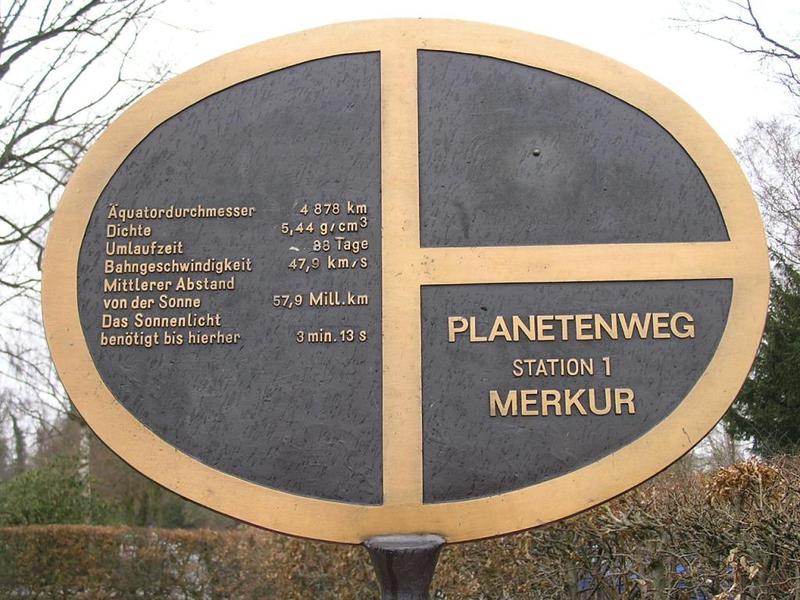 Äquatordurchmesser 4 878 km
Dichte 5,44 g/cm³
Umlaufzeit 88 Tage
Bahngeschwindigkeit 47,9 km/s
Mittlerer Abstand
von der Sonne 57,9 Mill.km
Das Sonnenlicht
benötigt bis hierher 3 min. 13 s
PLANETENWEG
STATION 1
MERKUR